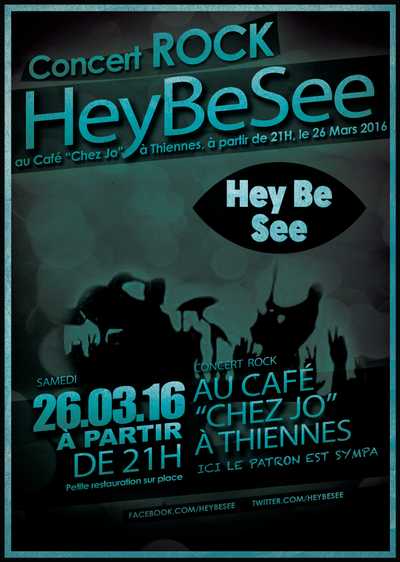 Concert ROCK
HeyBeSee
au Café "Chez Jo" à Thiennes, à partir de 21H, le 26 Mars 2016
Hey Be
See
SAMEDI
26.03.16
À PARTIR
DE 21H
Petite restauration sur place
CONCERT ROCK
AU CAFÉ
"CHEZ JO"
À THIENNES
ICI LE PATRON EST SYMPA
FACEBOOK.COM/HEYBESEE TWITTER.COM/HEYBESEE